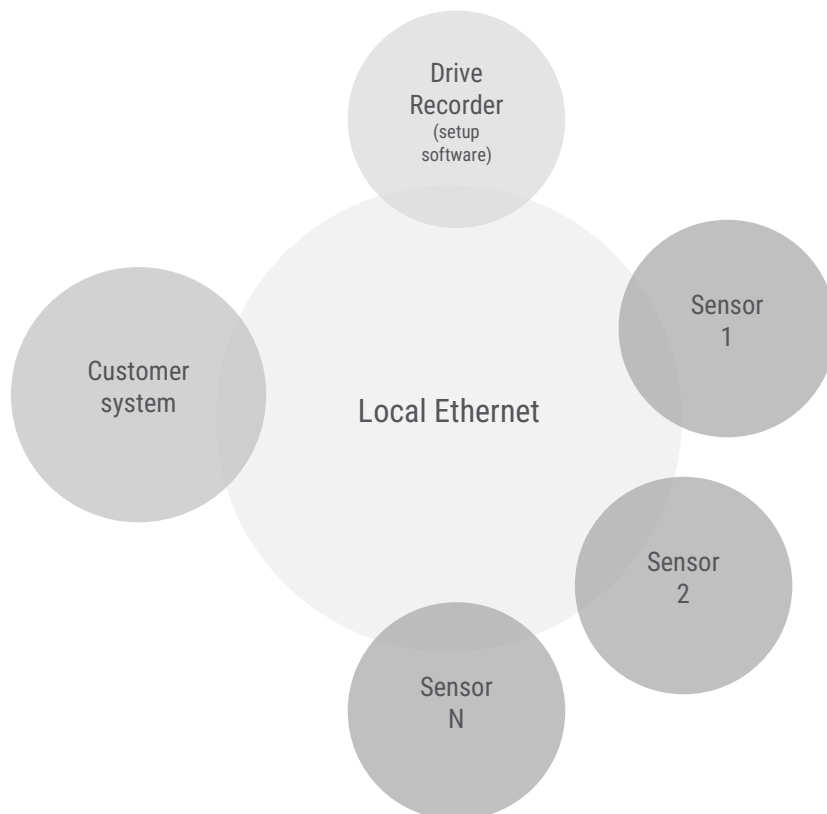 Drive
Recorder
(setup
software)
Sensor
1
Customer
system
Local Ethernet
Sensor
2
Sensor
N